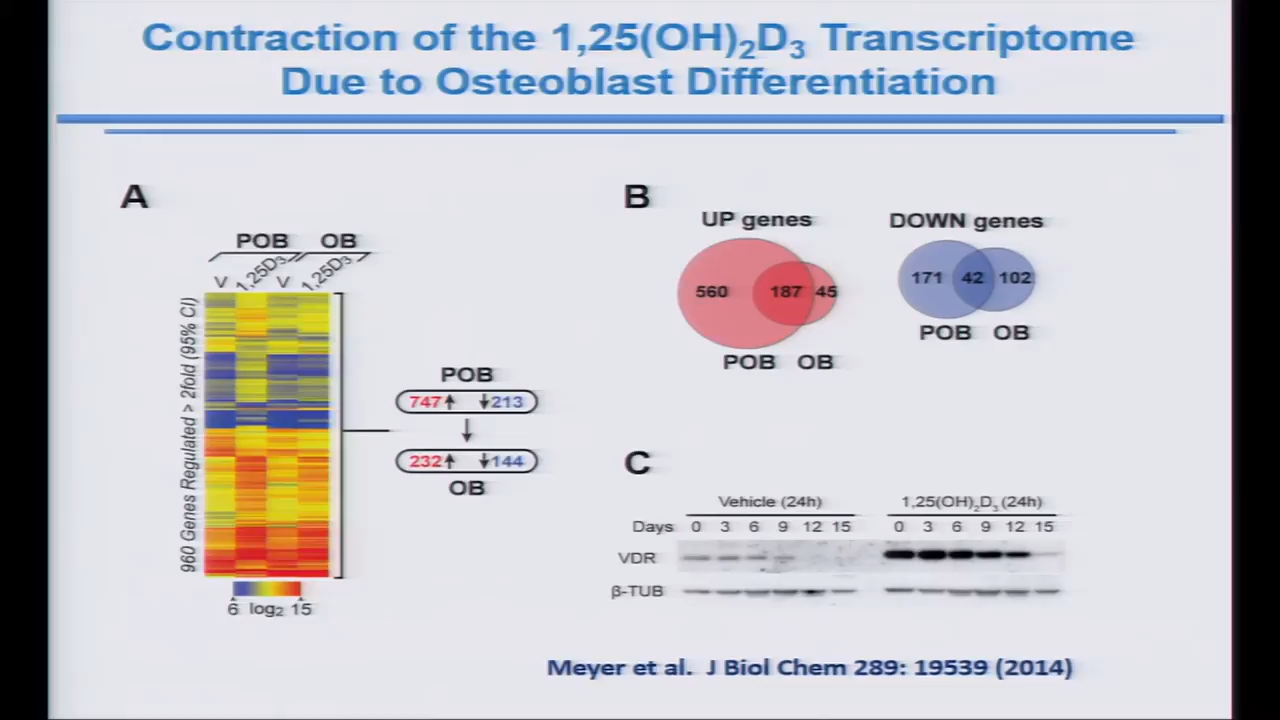 Contraction of the 1,25(OH)₂D₃ Transcriptome
Due to Osteoblast Differentiation
A
POB OB
V 1,25D₃ V 1,25D₃
960 Genes Regulated > 2fold (95% CI)
6 log₂ 15
POB
747↑ ↓213
↓
232↑ ↓144
OB
B
UP genes
560 187 45
POB OB
DOWN genes
171 42 102
POB OB
C
Vehicle (24h) 1,25(OH)₂D₃ (24h)
Days 0 3 6 9 12 15 0 3 6 9 12 15
VDR
β-TUB
Meyer et al. J Biol Chem 289: 19539 (2014)